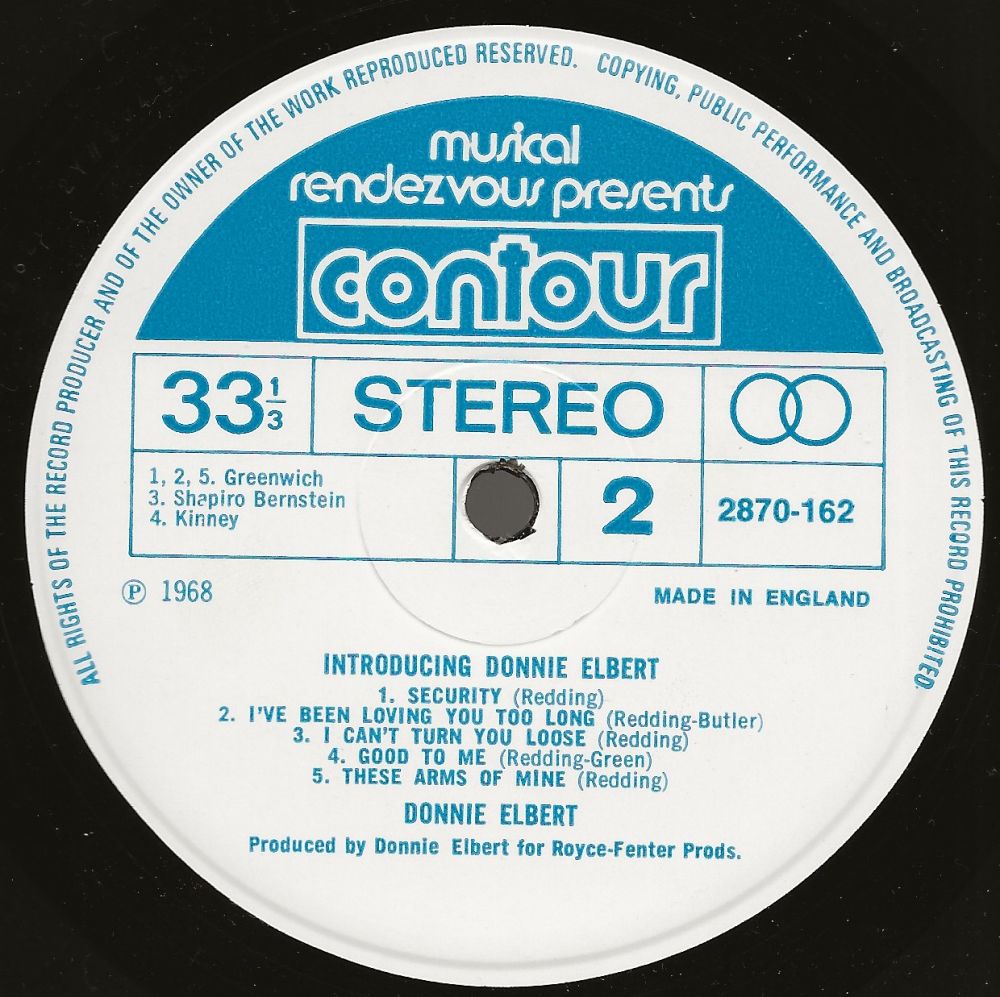 ALL RIGHTS OF THE RECORD PRODUCER AND OF THE OWNER OF THE WORK REPRODUCED RESERVED. COPYING, PUBLIC PERFORMANCE AND BROADCASTING OF THIS RECORD PROHIBITED.
musical
rendezvous presents
contour
33 1/3
STEREO
1, 2, 5. Greenwich
3. Shapiro Bernstein
4. Kinney
2
2870-162
Ⓟ 1968
MADE IN ENGLAND
INTRODUCING DONNIE ELBERT
1. SECURITY (Redding)
2. I'VE BEEN LOVING YOU TOO LONG (Redding-Butler)
3. I CAN'T TURN YOU LOOSE (Redding)
4. GOOD TO ME (Redding-Green)
5. THESE ARMS OF MINE (Redding)
DONNIE ELBERT
Produced by Donnie Elbert for Royce-Fenter Prods.